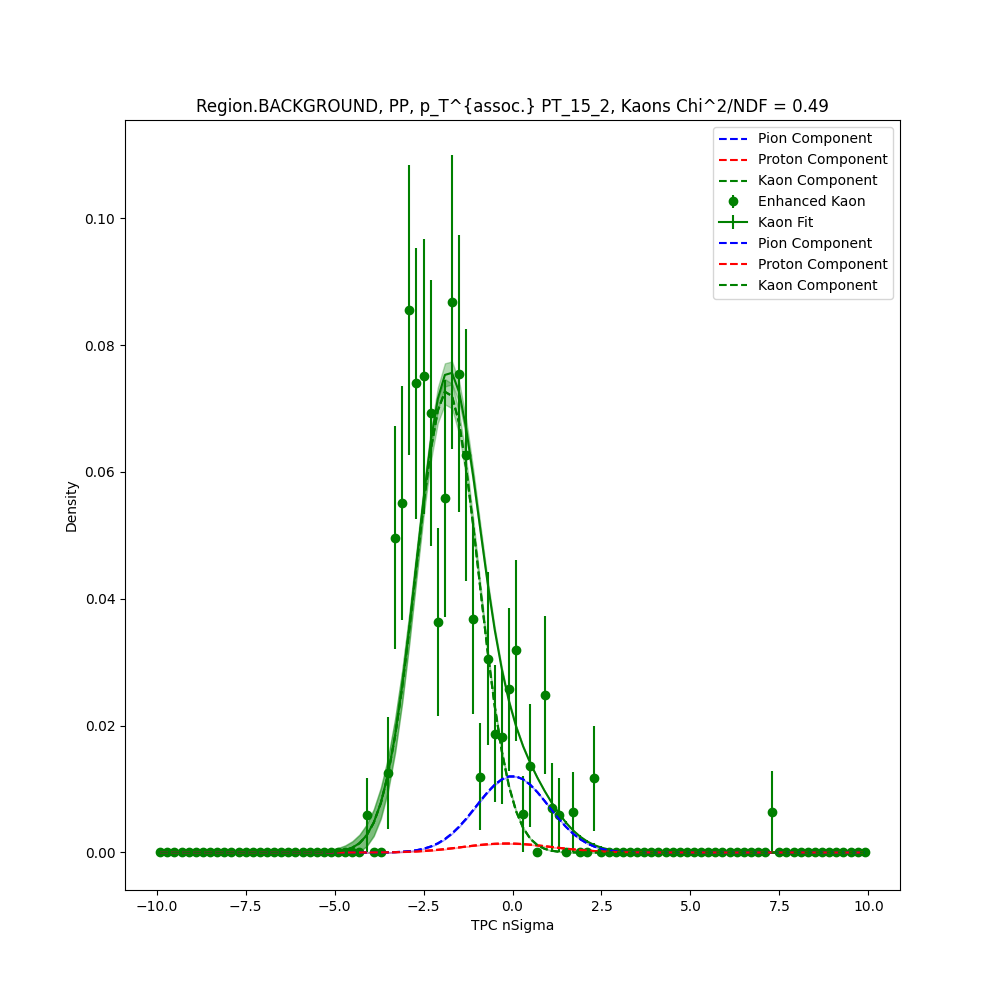 Region.BACKGROUND, PP, p_T^{assoc.} PT_15_2, Kaons Chi^2/NDF = 0.49
Pion Component
Proton Component
Kaon Component
Enhanced Kaon
Kaon Fit
Pion Component
Proton Component
Kaon Component
0.10
0.08
0.06
0.04
0.02
0.00
Density
−10.0 −7.5 −5.0 −2.5 0.0 2.5 5.0 7.5 10.0
TPC nSigma